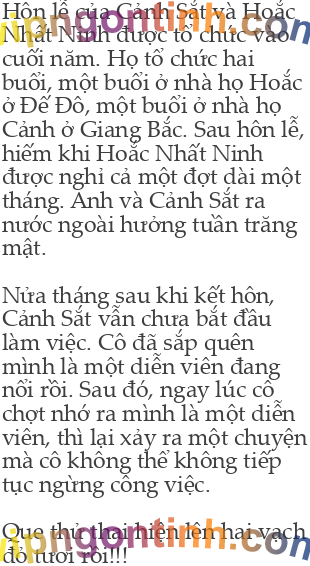 Hôn lễ của Cảnh Sắt và Hoắc
Nhất Ninh được tổ chức vào
cuối năm. Họ tổ chức hai
buổi, một buổi ở nhà họ Hoắc
ở Đế Đô, một buổi ở nhà họ
Cảnh ở Giang Bắc. Sau hôn lễ,
hiếm khi Hoắc Nhất Ninh
được nghỉ cả một đợt dài một
tháng. Anh và Cảnh Sắt ra
nước ngoài hưởng tuần trăng
mật.
Nửa tháng sau khi kết hôn,
Cảnh Sắt vẫn chưa bắt đầu
làm việc. Cô đã sắp quên
mình là một diễn viên đang
nổi rồi. Sau đó, ngay lúc cô
chợt nhớ ra mình là một diễn
viên, thì lại xảy ra một chuyện
mà cô không thể không tiếp
tục ngừng công việc.
Que thử thai hiện lên hai vạch
đỏ tươi rồi!!!